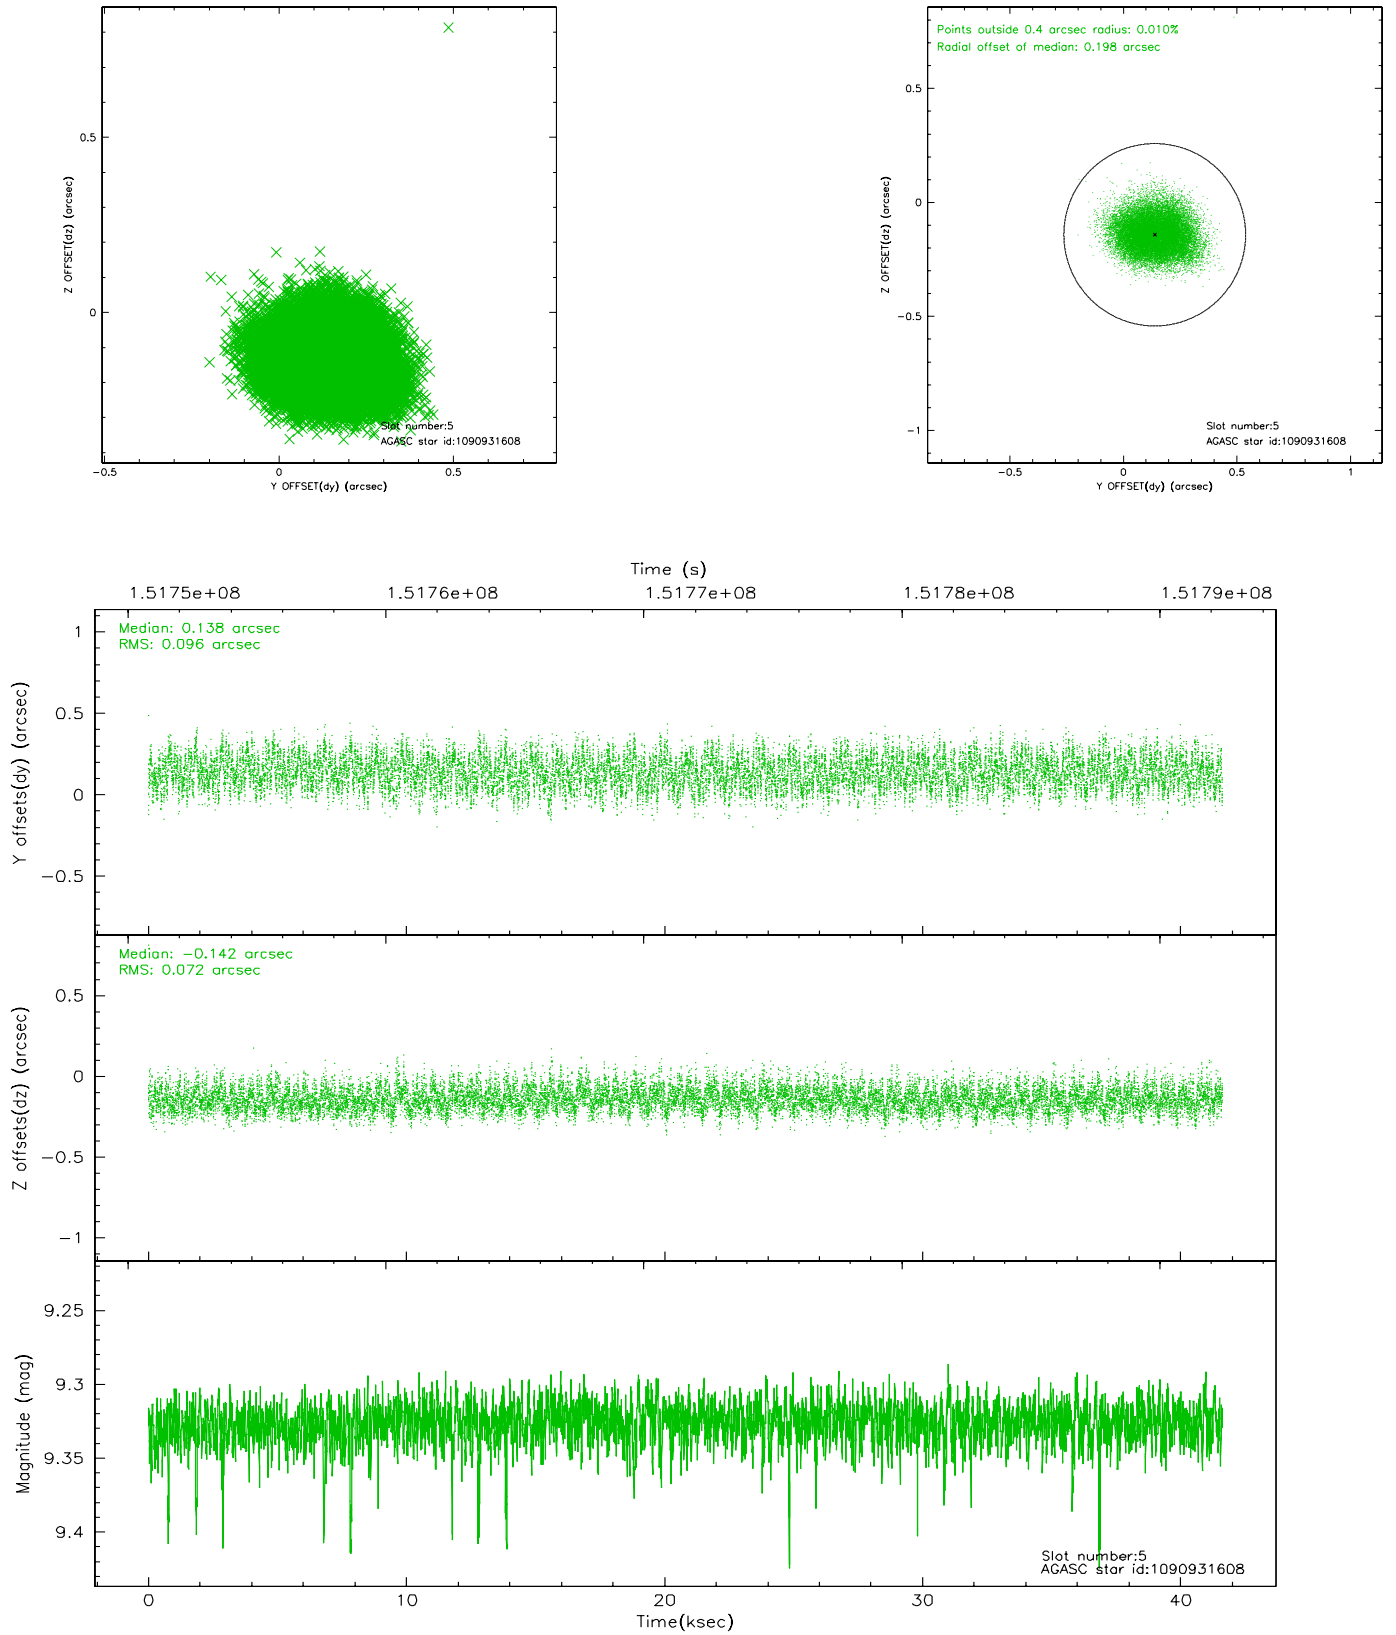 0.5
0
−0.5
0
0.5
Z OFFSET(dz) (arcsec)
Y OFFSET(dy) (arcsec)
Slot number:5
AGASC star id:1090931608
Points outside 0.4 arcsec radius: 0.010%
Radial offset of median: 0.198 arcsec
0.5
0
−0.5
−1
−0.5
0
0.5
1
Z OFFSET(dz) (arcsec)
Y OFFSET(dy) (arcsec)
Slot number:5
AGASC star id:1090931608
Time (s)
1.5175e+08
1.5176e+08
1.5177e+08
1.5178e+08
1.5179e+08
Median: 0.138 arcsec
RMS: 0.096 arcsec
1
0.5
0
−0.5
Y offsets(dy) (arcsec)
Median: −0.142 arcsec
RMS: 0.072 arcsec
0.5
0
−0.5
−1
Z offsets(dz) (arcsec)
9.25
9.3
9.35
9.4
Magnitude (mag)
Slot number:5
AGASC star id:1090931608
0
10
20
30
40
Time(ksec)